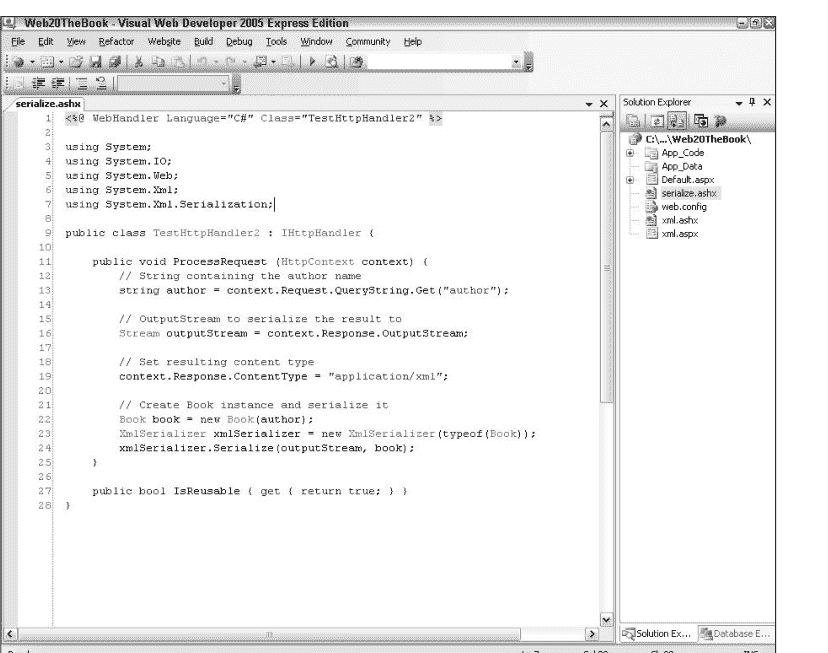 Web20TheBook - Visual Web Developer 2005 Express Edition
File Edit View Refactor Website Build Debug Tools Window Community Help
serialize.ashx
1 <%@ WebHandler Language="C#" Class="TestHttpHandler2" %>
2
3 using System;
4 using System.IO;
5 using System.Web;
6 using System.Xml;
7 using System.Xml.Serialization;
8
9 public class TestHttpHandler2 : IHttpHandler {
10
11 public void ProcessRequest (HttpContext context) {
12 // String containing the author name
13 string author = context.Request.QueryString.Get("author");
14
15 // OutputStream to serialize the result to
16 Stream outputStream = context.Response.OutputStream;
17
18 // Set resulting content type
19 context.Response.ContentType = "application/xml";
20
21 // Create Book instance and serialize it
22 Book book = new Book(author);
23 XmlSerializer xmlSerializer = new XmlSerializer(typeof(Book));
24 xmlSerializer.Serialize(outputStream, book);
25 }
26
27 public bool IsReusable { get { return true; } }
28 }
Solution Explorer
C:\...\Web20TheBook\
App_Code
App_Data
Default.aspx
serialize.ashx
web.config
xml.ashx
xml.aspx
Solution Ex... Database E...